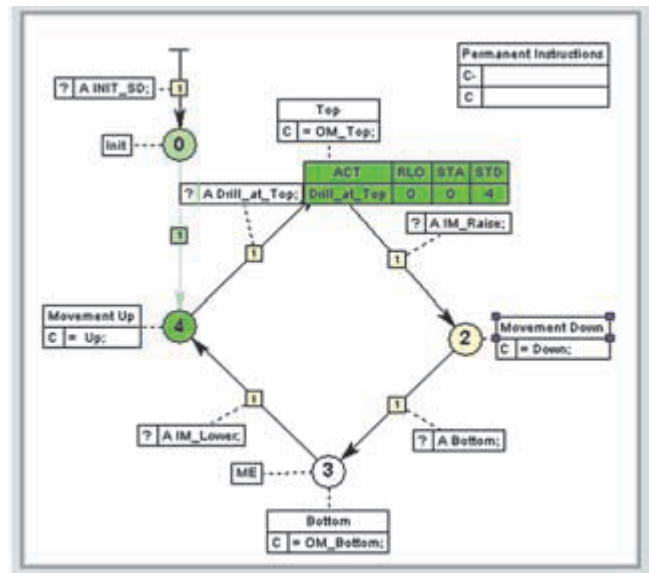 Permanent Instructions
C-
C
? A INIT_SD;
1
Init
0
Top
C = OM_Top;
ACT RLO STA STD
Drill_at_Top 0 0 4
? A Drill_at_Top;
1
? A IM_Raise;
1
1
Movement Up
C = Up;
4
2
Movement Down
C = Down;
1
? A IM_Lower;
1
? A Bottom;
ME
3
Bottom
C = OM_Bottom;